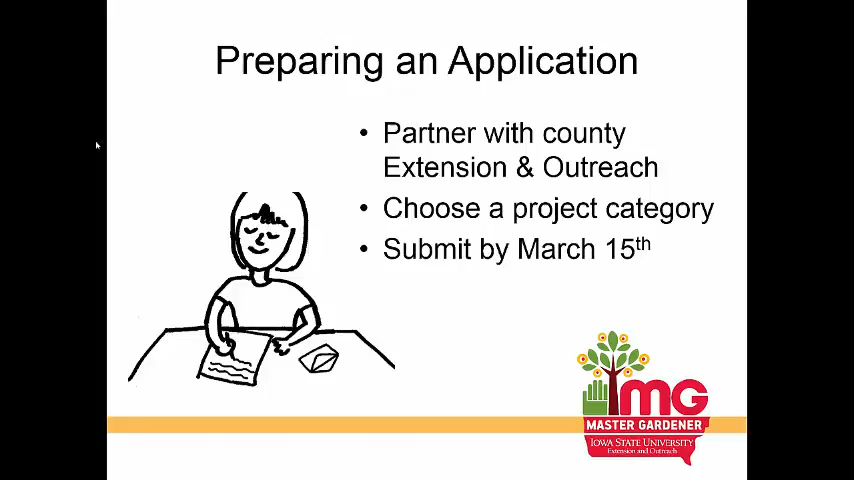 Preparing an Application
• Partner with county
Extension & Outreach
• Choose a project category
• Submit by March 15th
MG
MASTER GARDENER
IOWA STATE UNIVERSITY
Extension and Outreach